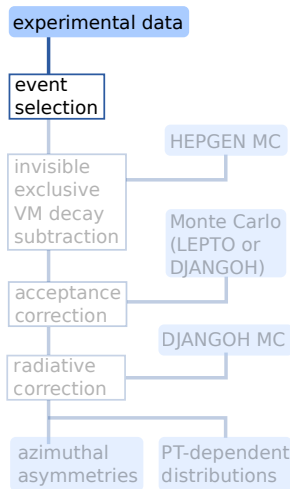 experimental data
event
selection
HEPGEN MC
invisible
exclusive
VM decay
subtraction
Monte Carlo
(LEPTO or
DJANGOH)
acceptance
correction
DJANGOH MC
radiative
correction
azimuthal
asymmetries
PT-dependent
distributions